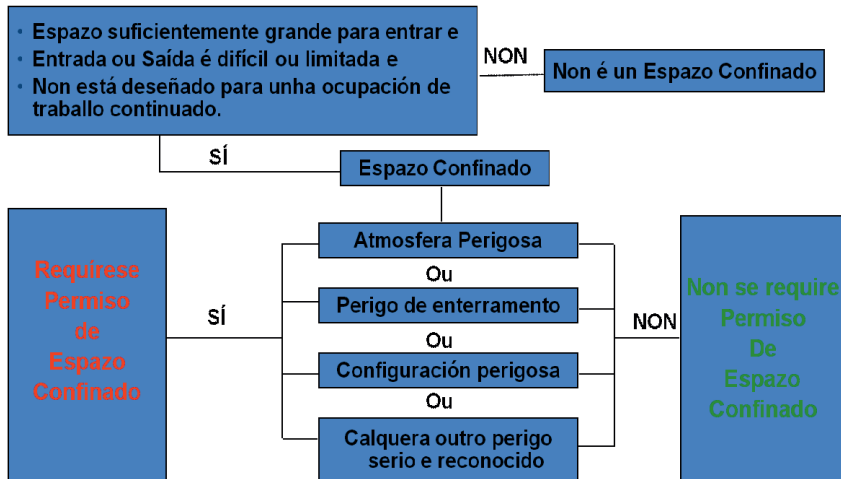 • Espazo suficientemente grande para entrar e
• Entrada ou Saída é difícil ou limitada e
• Non está deseñado para unha ocupación de
traballo continuado.
NON
Non é un Espazo Confinado
SÍ
Espazo Confinado
Requírese
Permiso
de
Espazo
Confinado
SÍ
Atmosfera Perigosa
Ou
Perigo de enterramento
Ou
Configuración perigosa
Ou
Calquera outro perigo
serio e reconocido
NON
Non se require
Permiso
De
Espazo
Confinado